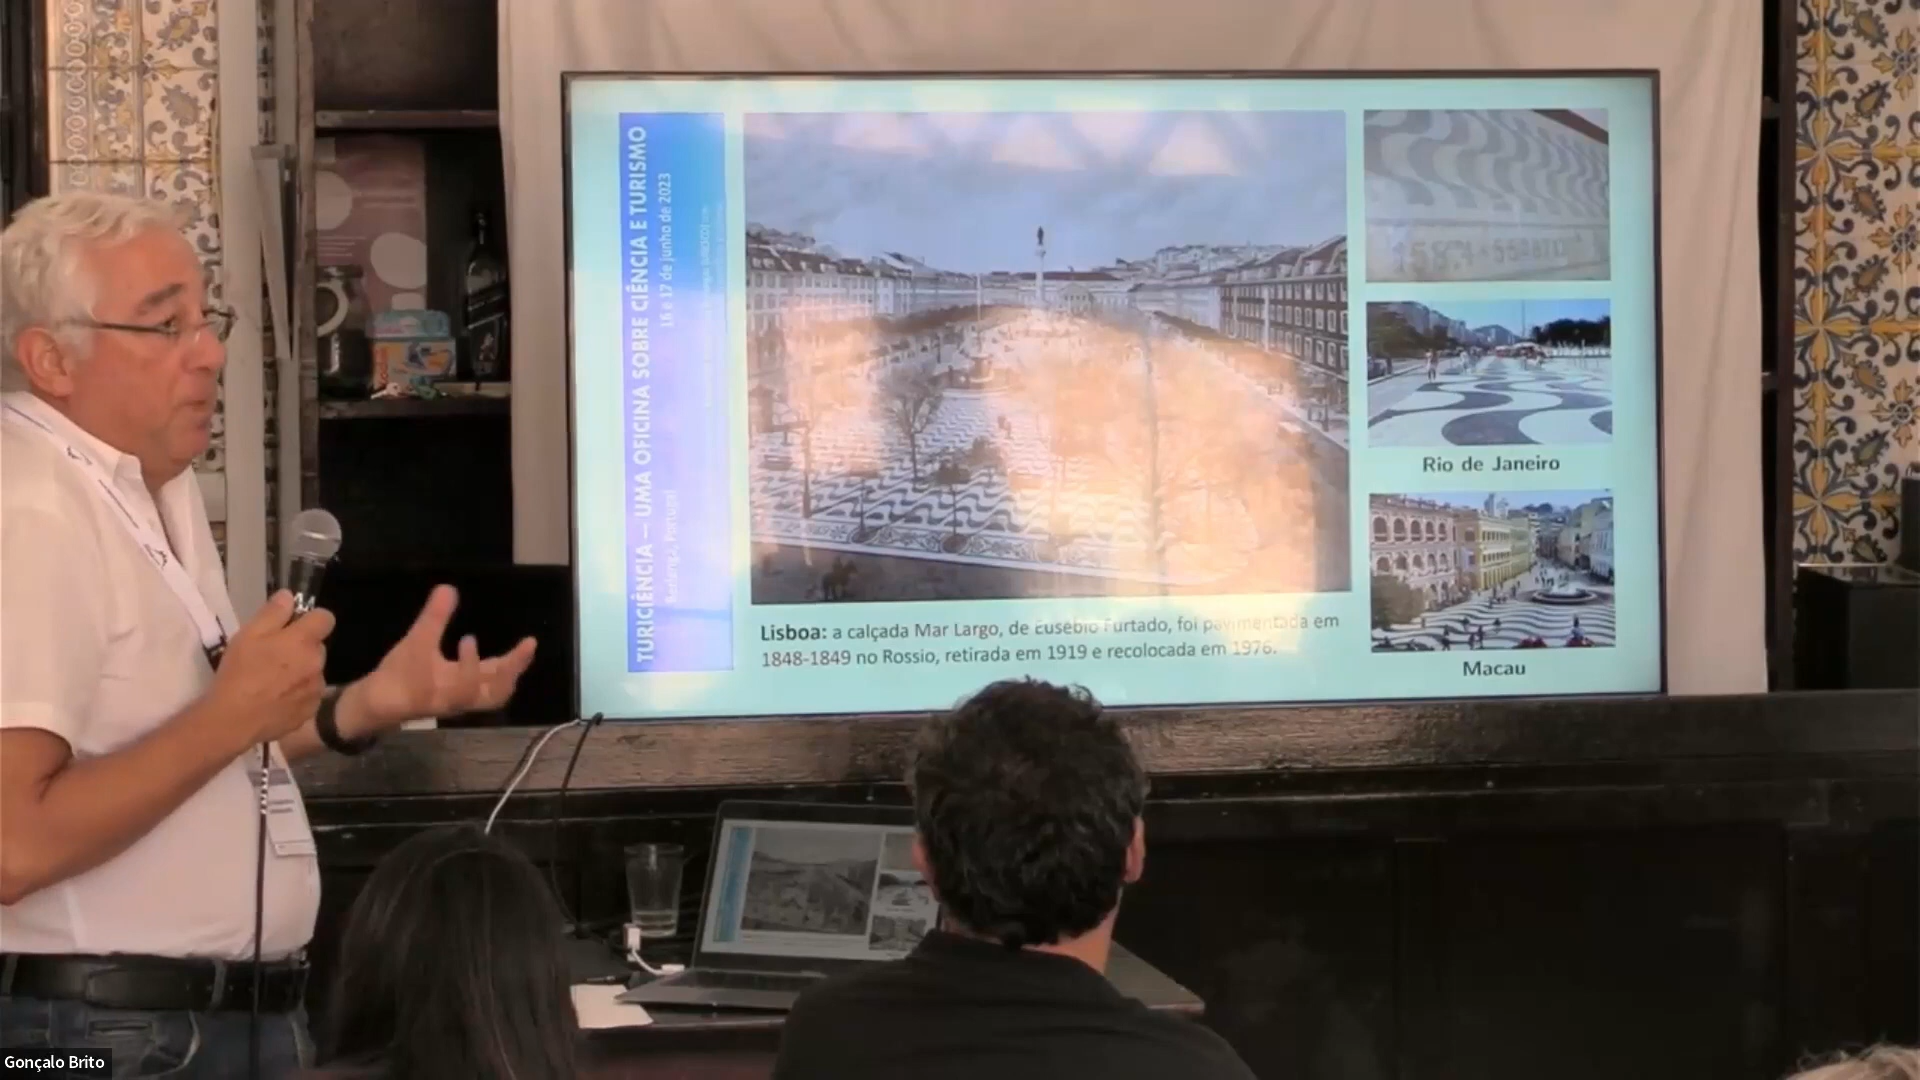 TURICIÊNCIA – UMA OFICINA SOBRE CIÊNCIA E TURISMO
16 e 17 de junho de 2023
Portugal
Lisboa: a calçada Mar Largo, de Eusébio Furtado, foi pavimentada em
1848-1849 no Rossio, retirada em 1919 e recolocada em 1976.
Rio de Janeiro
Macau
Gonçalo Brito